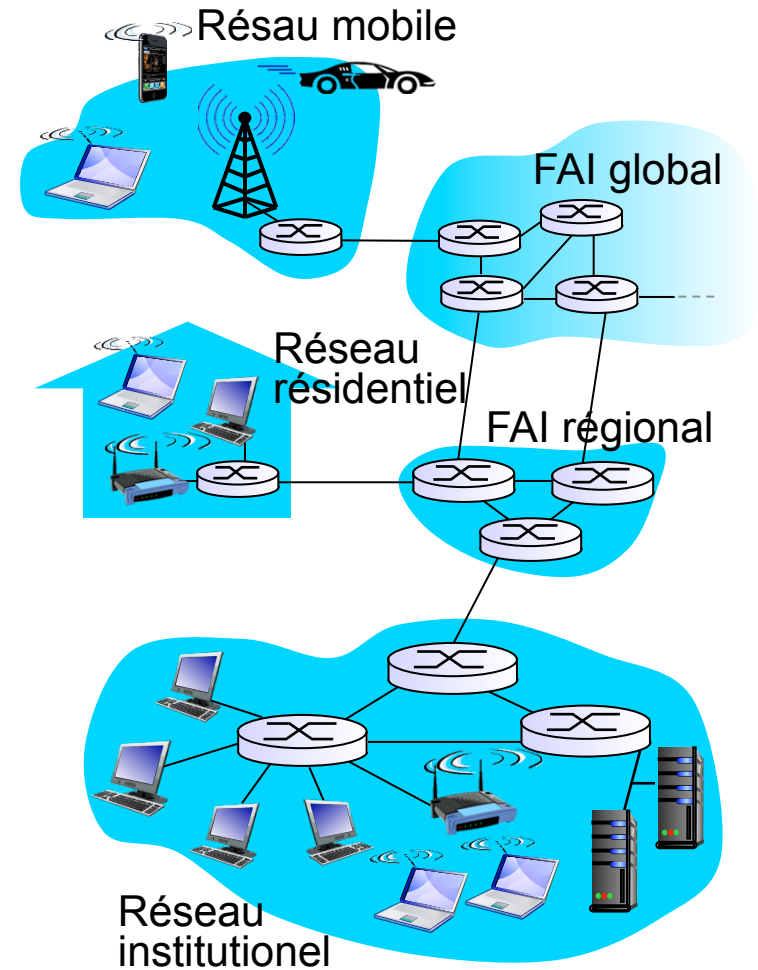 Résau mobile
FAI global
Réseau
résidentiel
FAI régional
Réseau
institutionel